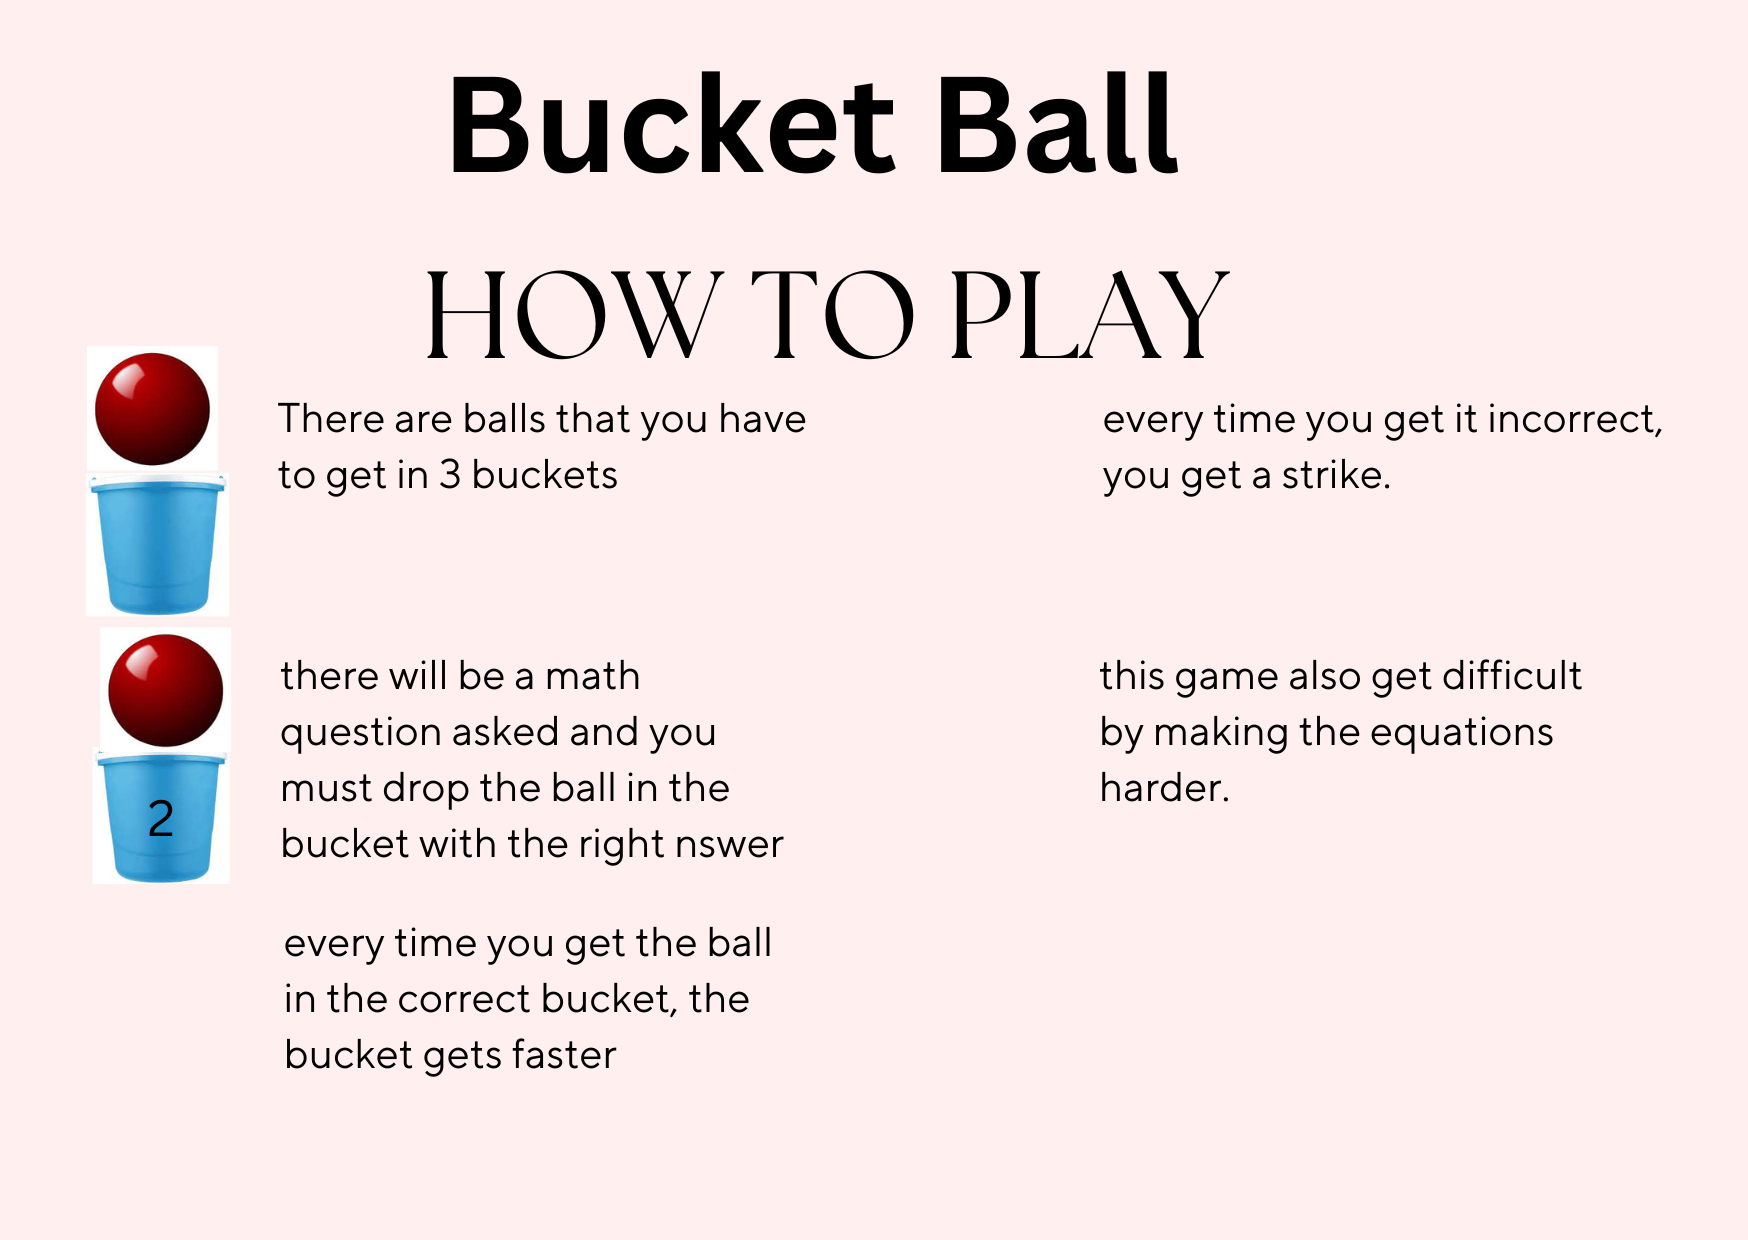 Bucket Ball
HOW TO PLAY
There are balls that you have
to get in 3 buckets
2
there will be a math
question asked and you
must drop the ball in the
bucket with the right nswer
every time you get the ball
in the correct bucket, the
bucket gets faster
every time you get it incorrect,
you get a strike.
this game also get difficult
by making the equations
harder.